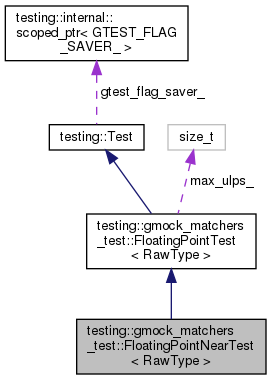 testing::internal::
scoped_ptr< GTEST_FLAG
_SAVER_ >
gtest_flag_saver_
testing::Test
size_t
max_ulps_
testing::gmock_matchers
_test::FloatingPointTest
< RawType >
testing::gmock_matchers
_test::FloatingPointNearTest
< RawType >